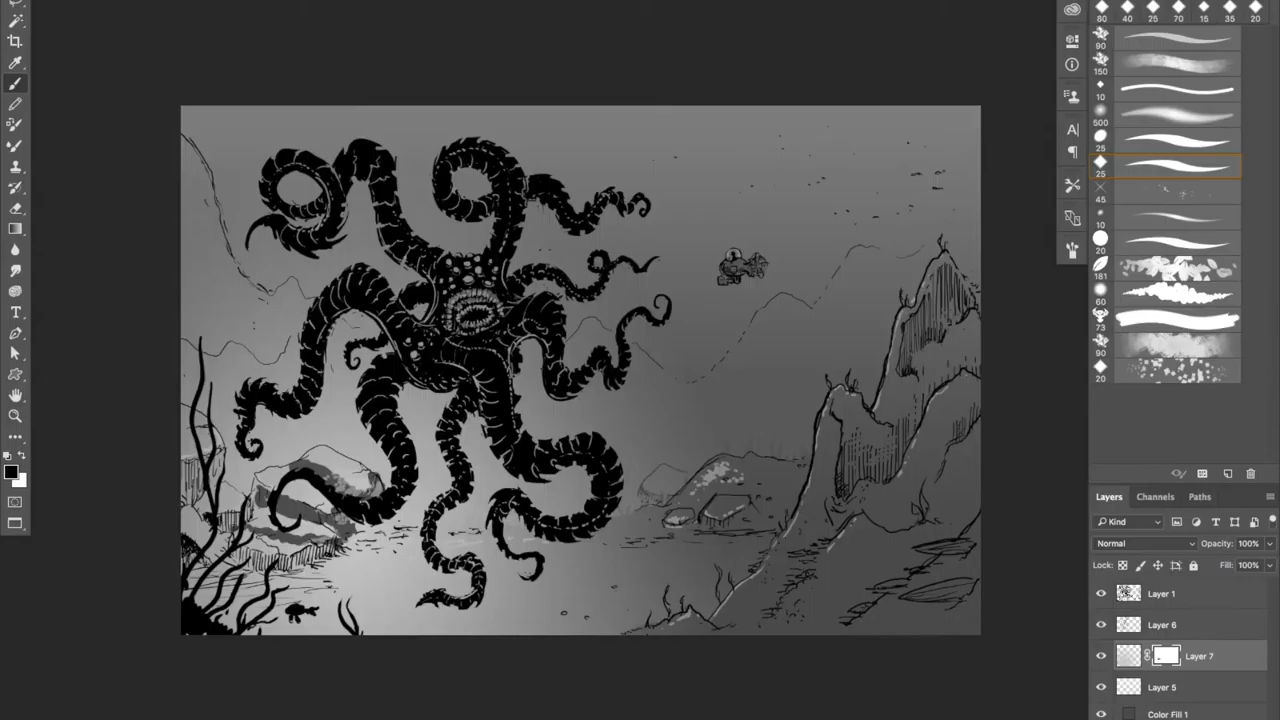 80 40 25 70 15 35 20
90
150
10
500
25
25
45
10
20
181
60
73
90
20
Layers Channels Paths
Kind
Normal Opacity: 100%
Lock: Fill: 100%
Layer 1
Layer 6
Layer 7
Layer 5
Color Fill 1